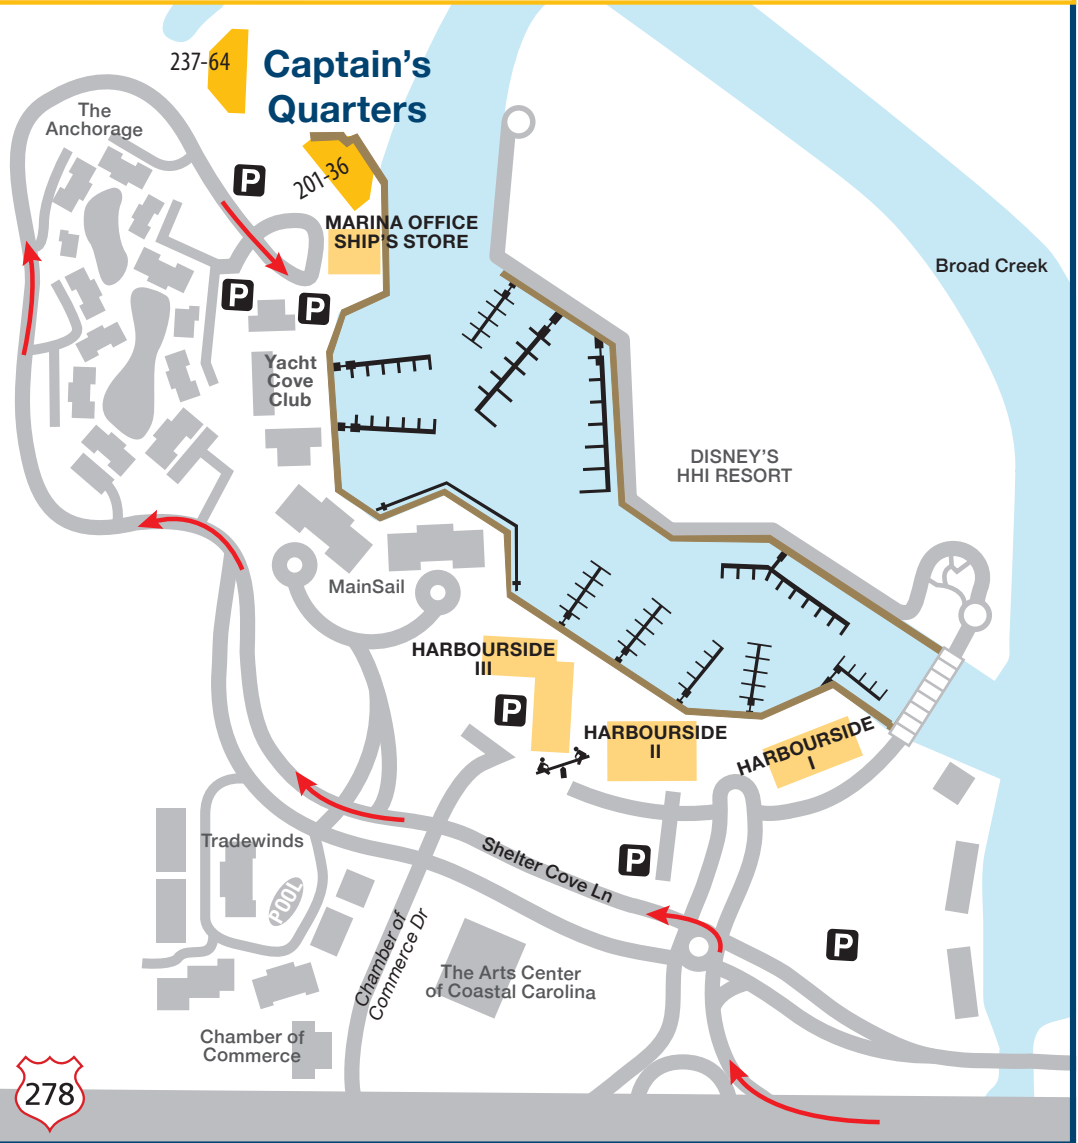 237-64
Captain's
Quarters
The
Anchorage
P
201-36
MARINA OFFICE
SHIP'S STORE
Broad Creek
P
P
Yacht
Cove
Club
DISNEY'S
HHI RESORT
MainSail
HARBOURSIDE
III
P
HARBOURSIDE
II
HARBOURSIDE
I
Tradewinds
Shelter Cove Ln
P
POOL
Chamber of
Commerce Dr
P
The Arts Center
of Coastal Carolina
Chamber of
Commerce
278